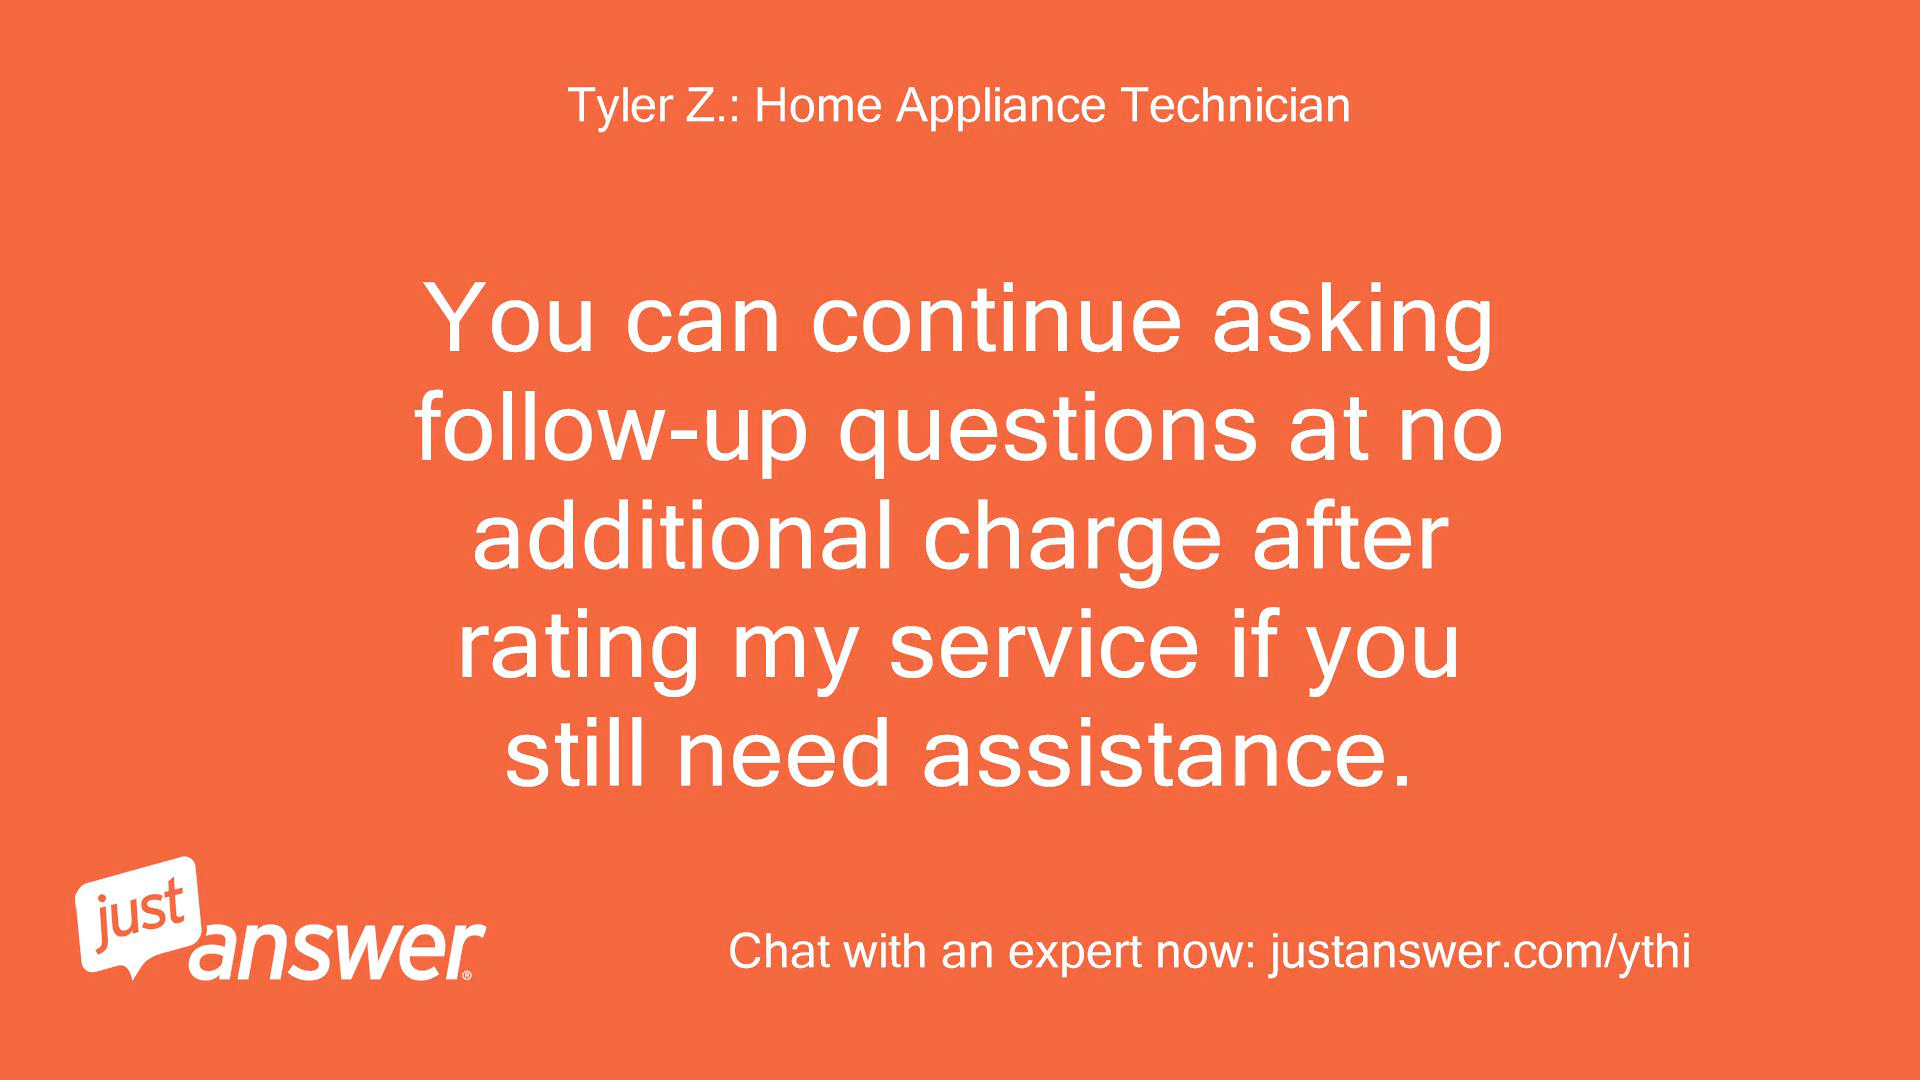 Tyler Z.: Home Appliance Technician
You can continue asking
follow-up questions at no
additional charge after
rating my service if you
still need assistance.
just
answer®
Chat with an expert now: justanswer.com/ythi